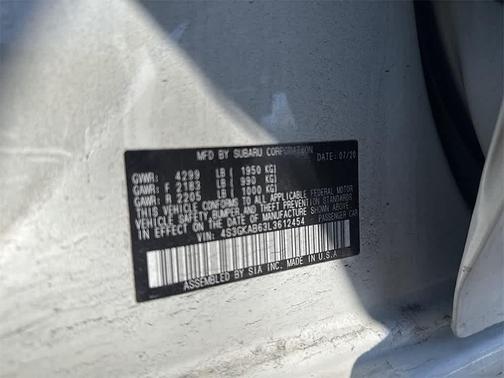 MFD BY SUBARU CORPORATION DATE: 07/20
GVWR: 4299 LB ( 1950 KG)
GAWR: F 2183 LB ( 990 KG)
GAWR: R 2205 LB ( 1000 KG)
THIS VEHICLE CONFORMS TO ALL APPLICABLE FEDERAL MOTOR
VEHICLE SAFETY, BUMPER, AND THEFT PREVENTION STANDARDS
IN EFFECT ON THE DATE OF MANUFACTURE SHOWN ABOVE.
VIN: 4S3GKAB63L3612454 PASSENGER CAR
ASSEMBLED BY SIA INC. MADE IN U.S.A